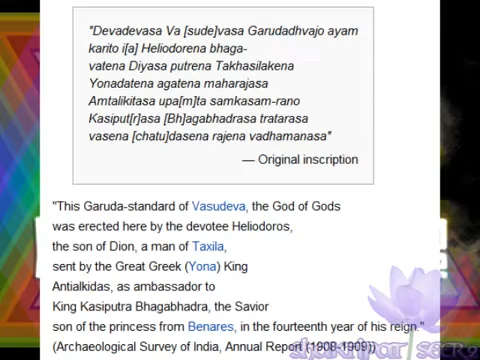 "Devadevasa Va [sude]vasa Garudadhvajo ayam
karito i[a] Heliodorena bhaga-
vatena Diyasa putrena Takhasilakena
Yonadatena agatena maharajasa
Amtalikitasa upa[m]ta samkasam-rano
Kasiput[r]asa [Bh]agabhadrasa tratarasa
vasena [chatu]dasena rajena vadhamanasa"
— Original inscription
"This Garuda-standard of Vasudeva, the God of Gods
was erected here by the devotee Heliodoros,
the son of Dion, a man of Taxila,
sent by the Great Greek (Yona) King
Antialkidas, as ambassador to
King Kasiputra Bhagabhadra, the Savior
son of the princess from Benares, in the fourteenth year of his reign."
(Archaeological Survey of India, Annual Report (1908-1909))